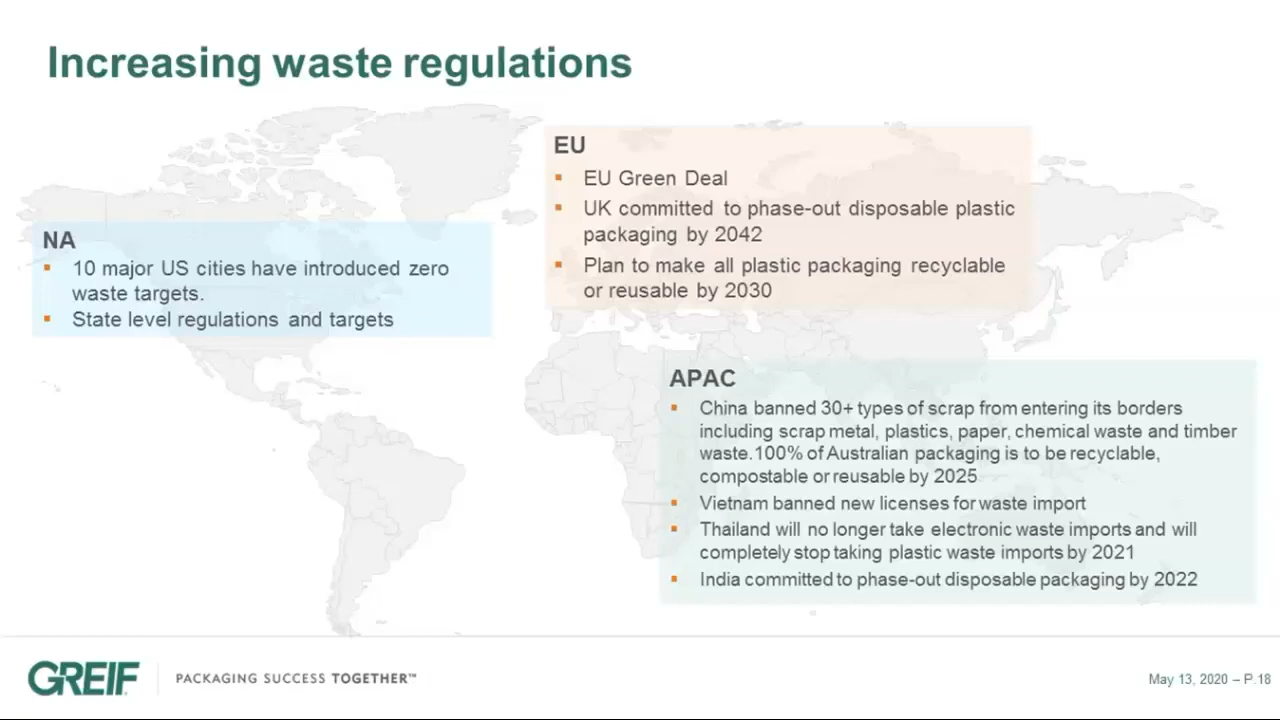 Increasing waste regulations
EU
▪ EU Green Deal
▪ UK committed to phase-out disposable plastic
packaging by 2042
▪ Plan to make all plastic packaging recyclable
or reusable by 2030
NA
▪ 10 major US cities have introduced zero
waste targets.
▪ State level regulations and targets
APAC
▪ China banned 30+ types of scrap from entering its borders
including scrap metal, plastics, paper, chemical waste and timber
waste.100% of Australian packaging is to be recyclable,
compostable or reusable by 2025
▪ Vietnam banned new licenses for waste import
▪ Thailand will no longer take electronic waste imports and will
completely stop taking plastic waste imports by 2021
▪ India committed to phase-out disposable packaging by 2022
GREIF
PACKAGING SUCCESS TOGETHER™
May 13, 2020 – P.18